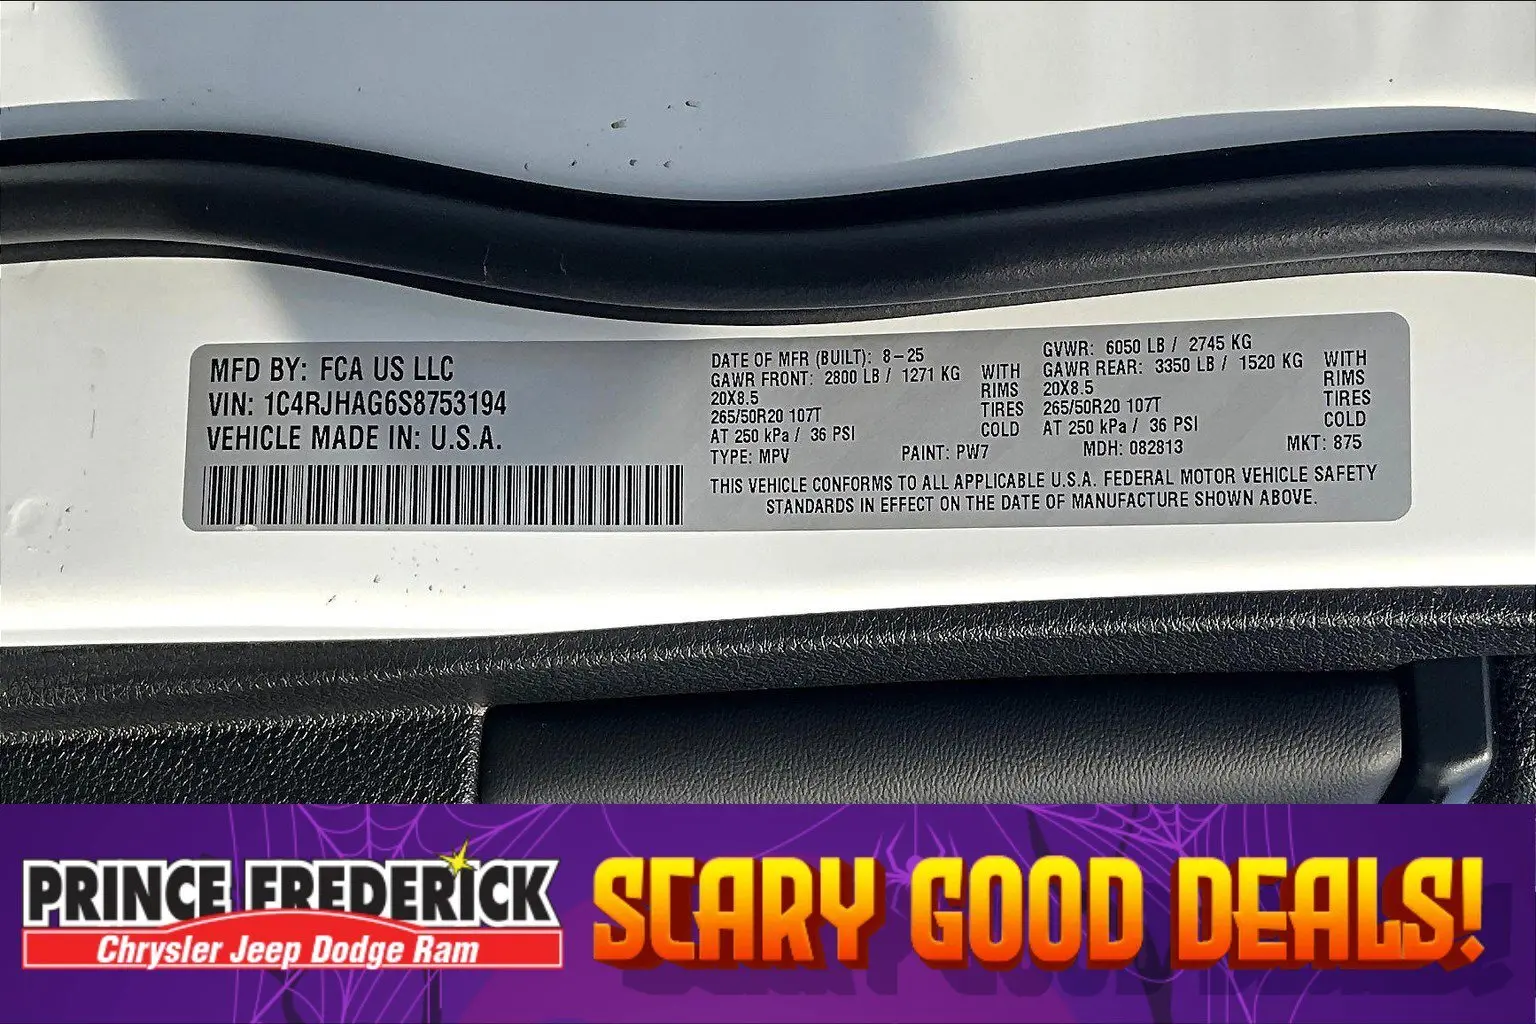 MFD BY: FCA US LLC
VIN: 1C4RJHAG6S8753194
VEHICLE MADE IN: U.S.A.
DATE OF MFR (BUILT): 8-25
GAWR FRONT: 2800 LB / 1271 KG WITH
20X8.5 RIMS
265/50R20 107T TIRES
AT 250 kPa / 36 PSI COLD
TYPE: MPV
GVWR: 6050 LB / 2745 KG
GAWR REAR: 3350 LB / 1520 KG WITH
20X8.5 RIMS
265/50R20 107T TIRES
AT 250 kPa / 36 PSI COLD
PAINT: PW7 MDH: 082813 MKT: 875
THIS VEHICLE CONFORMS TO ALL APPLICABLE U.S.A. FEDERAL MOTOR VEHICLE SAFETY
STANDARDS IN EFFECT ON THE DATE OF MANUFACTURE SHOWN ABOVE.
PRINCE FREDERICK
Chrysler Jeep Dodge Ram
SCARY GOOD DEALS!